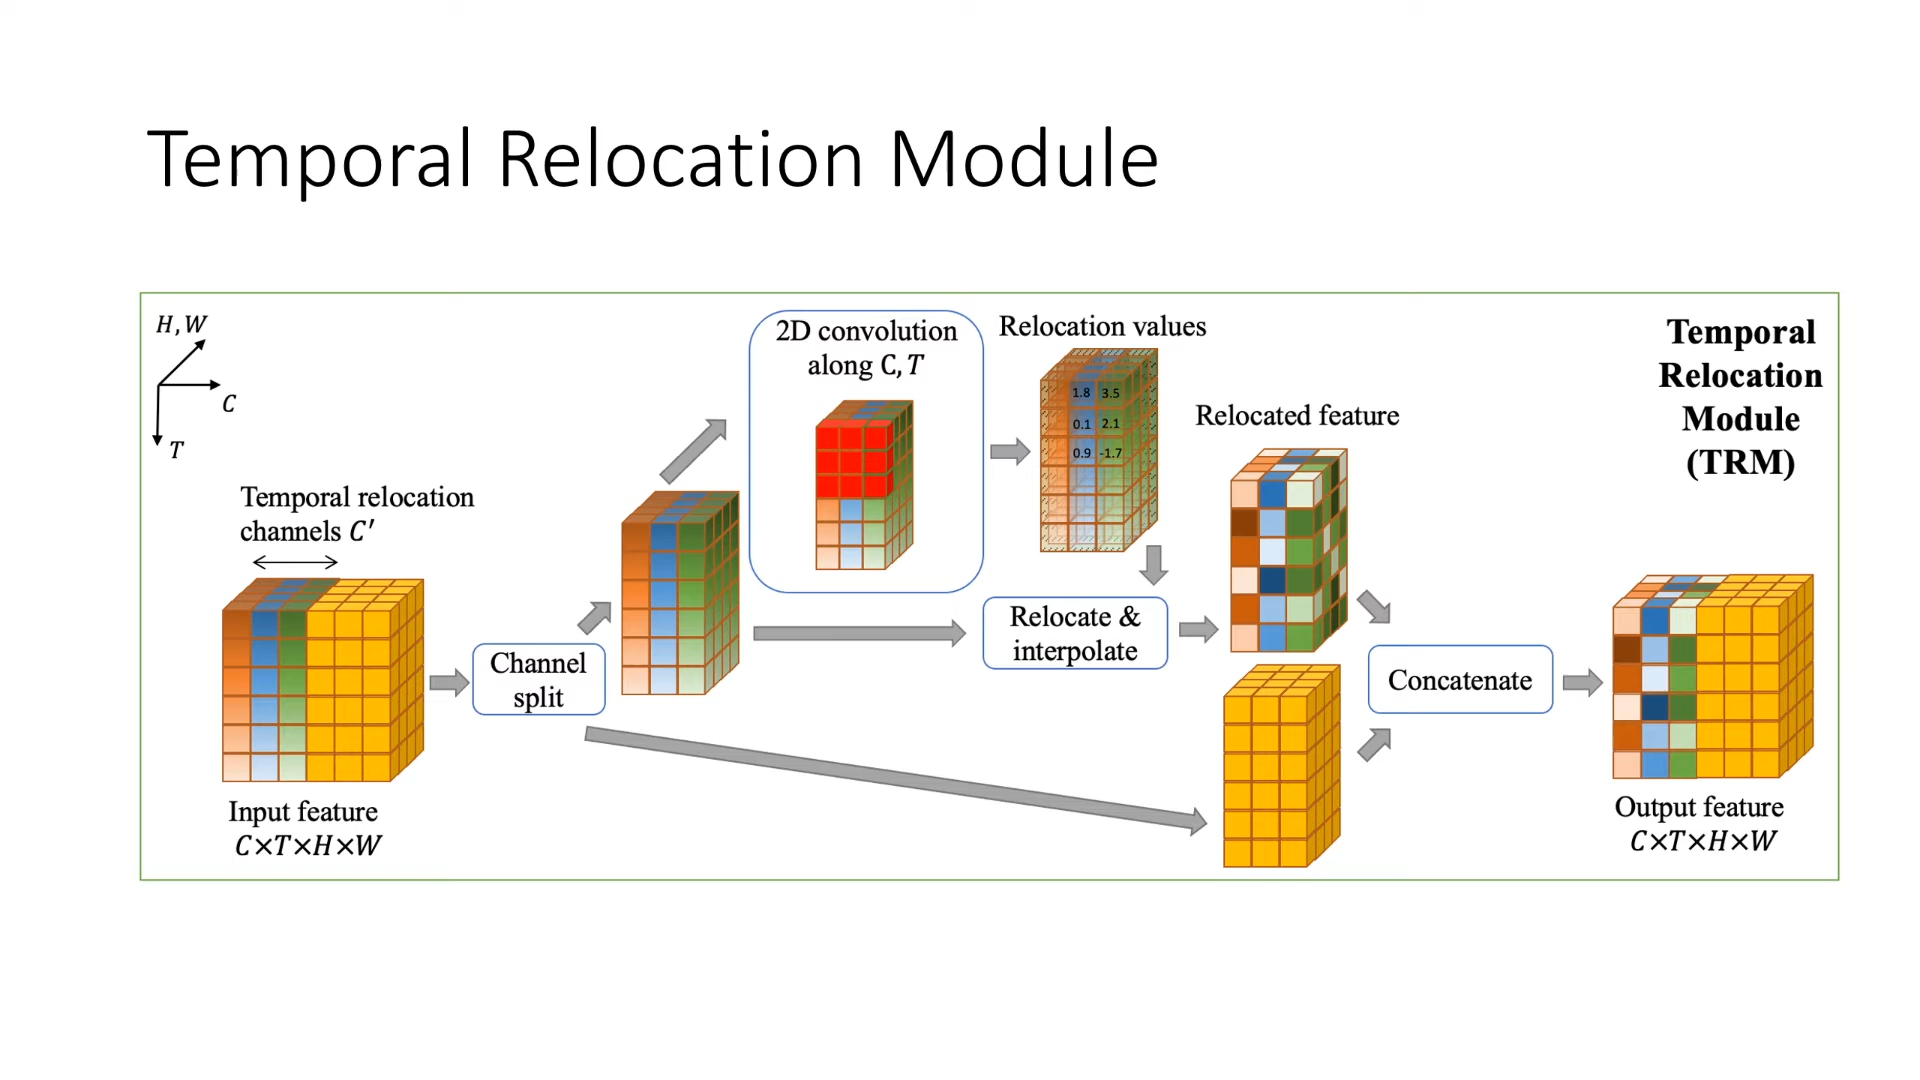 Temporal Relocation Module
H, W
C
T
Temporal relocation
channels C′
Input feature
C×T×H×W
Channel
split
2D convolution
along C, T
Relocation values
1.8 3.5
0.1 2.1
0.9 -1.7
Relocate &
interpolate
Relocated feature
Concatenate
Temporal
Relocation
Module
(TRM)
Output feature
C×T×H×W